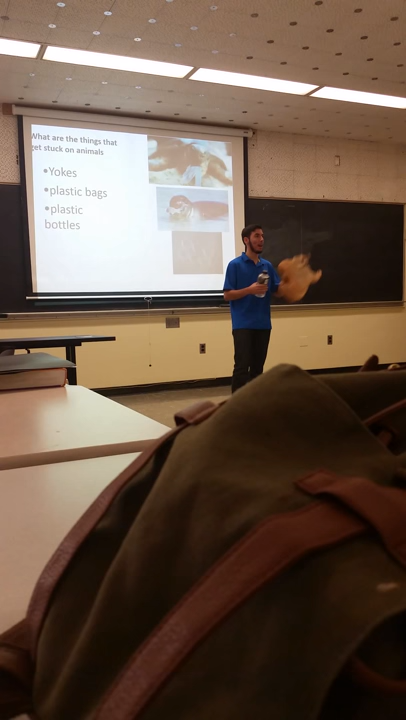 What are the things that
get stuck on animals
•Yokes
•plastic bags
•plastic
bottles